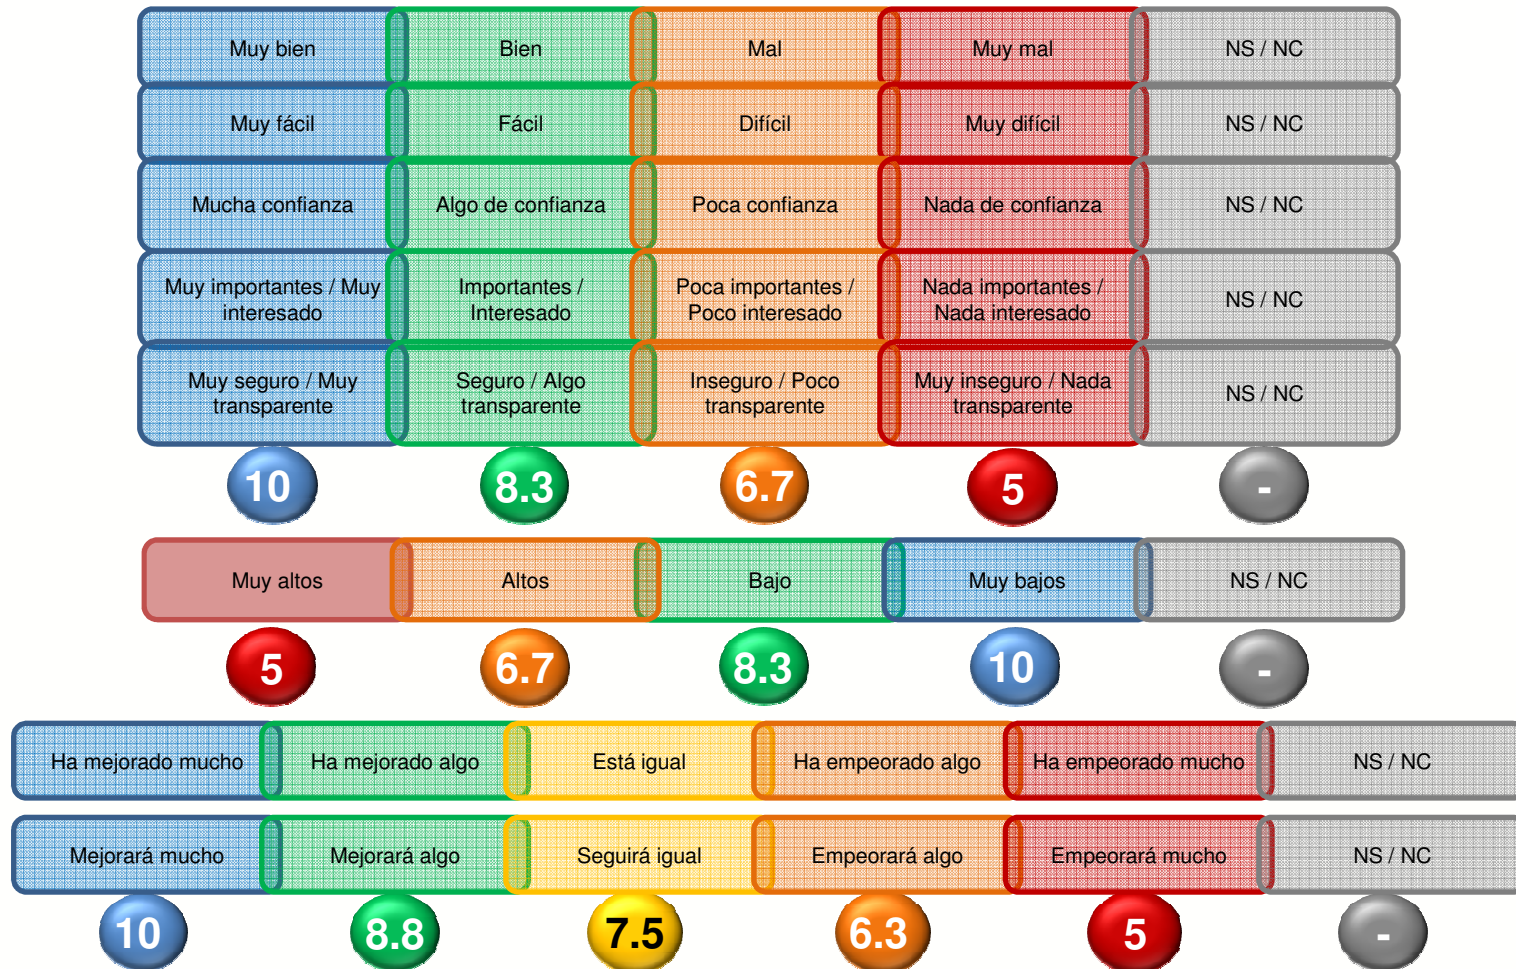 Muy bien Bien Mal Muy mal NS / NC
Muy fácil Fácil Difícil Muy difícil NS / NC
Mucha confianza Algo de confianza Poca confianza Nada de confianza NS / NC
Muy importantes / Muy interesado Importantes / Interesado Poca importantes / Poco interesado Nada importantes / Nada interesado NS / NC
Muy seguro / Muy transparente Seguro / Algo transparente Inseguro / Poco transparente Muy inseguro / Nada transparente NS / NC
10 8.3 6.7 5 -
Muy altos Altos Bajo Muy bajos NS / NC
5 6.7 8.3 10 -
Ha mejorado mucho Ha mejorado algo Está igual Ha empeorado algo Ha empeorado mucho NS / NC
Mejorará mucho Mejorará algo Seguirá igual Empeorará algo Empeorará mucho NS / NC
10 8.8 7.5 6.3 5 -